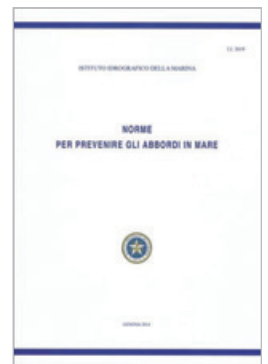 ISTITUTO IDROGRAFICO DELLA MARINA
NORME
PER PREVENIRE GLI ABBORDI IN MARE